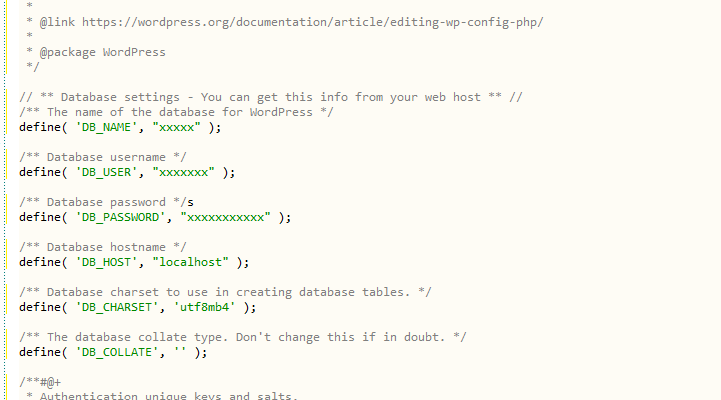 *
* @link https://wordpress.org/documentation/article/editing-wp-config-php/
*
* @package WordPress
*/
// ** Database settings - You can get this info from your web host ** //
/** The name of the database for WordPress */
define( 'DB_NAME', "xxxxx" );
/** Database username */
define( 'DB_USER', "xxxxxxx" );
/** Database password */s
define( 'DB_PASSWORD', "xxxxxxxxxxx" );
/** Database hostname */
define( 'DB_HOST', "localhost" );
/** Database charset to use in creating database tables. */
define( 'DB_CHARSET', 'utf8mb4' );
/** The database collate type. Don't change this if in doubt. */
define( 'DB_COLLATE', '' );
/**#@+
* Authentication unique keys and salts.